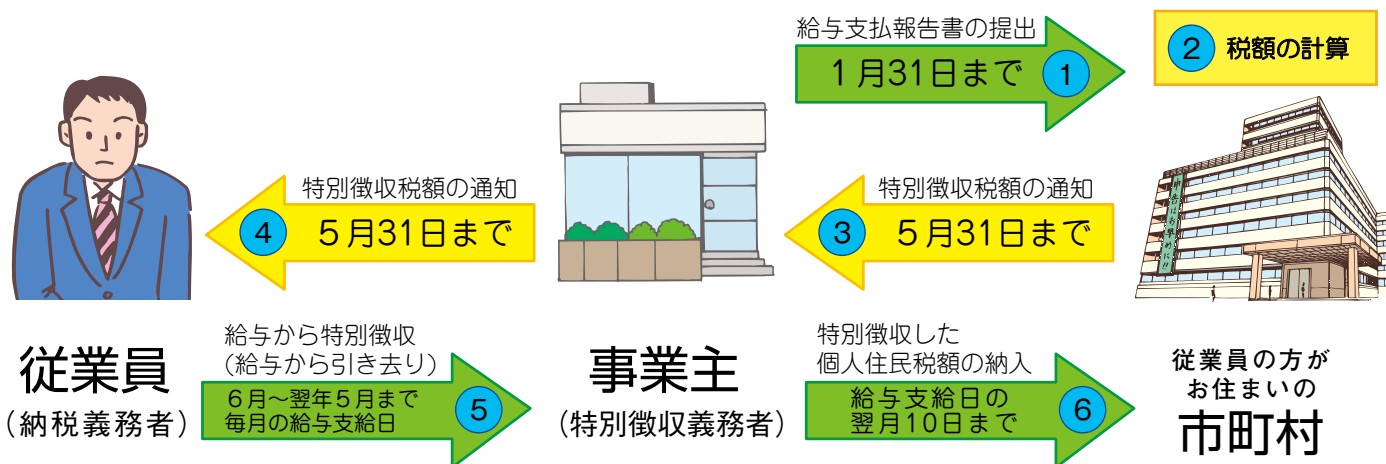 給与支払報告書の提出
1月31日まで
1
2
税額の計算
申告はお早めに!!
特別徴収税額の通知
4
5月31日まで
特別徴収税額の通知
3
5月31日まで
従業員
(納税義務者)
給与から特別徴収
(給与から引き去り)
6月～翌年5月まで
毎月の給与支給日
5
事業主
(特別徴収義務者)
特別徴収した
個人住民税額の納入
給与支給日の
翌月10日まで
6
従業員の方が
お住まいの
市町村